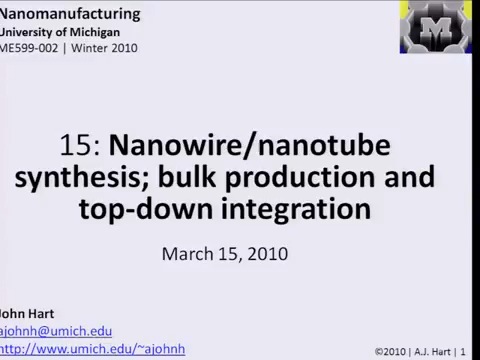 Nanomanufacturing
University of Michigan
ME599-002 | Winter 2010
M
15: Nanowire/nanotube
synthesis; bulk production and
top-down integration
March 15, 2010
John Hart
ajohnh@umich.edu
http://www.umich.edu/~ajohnh
©2010 | A.J. Hart | 1